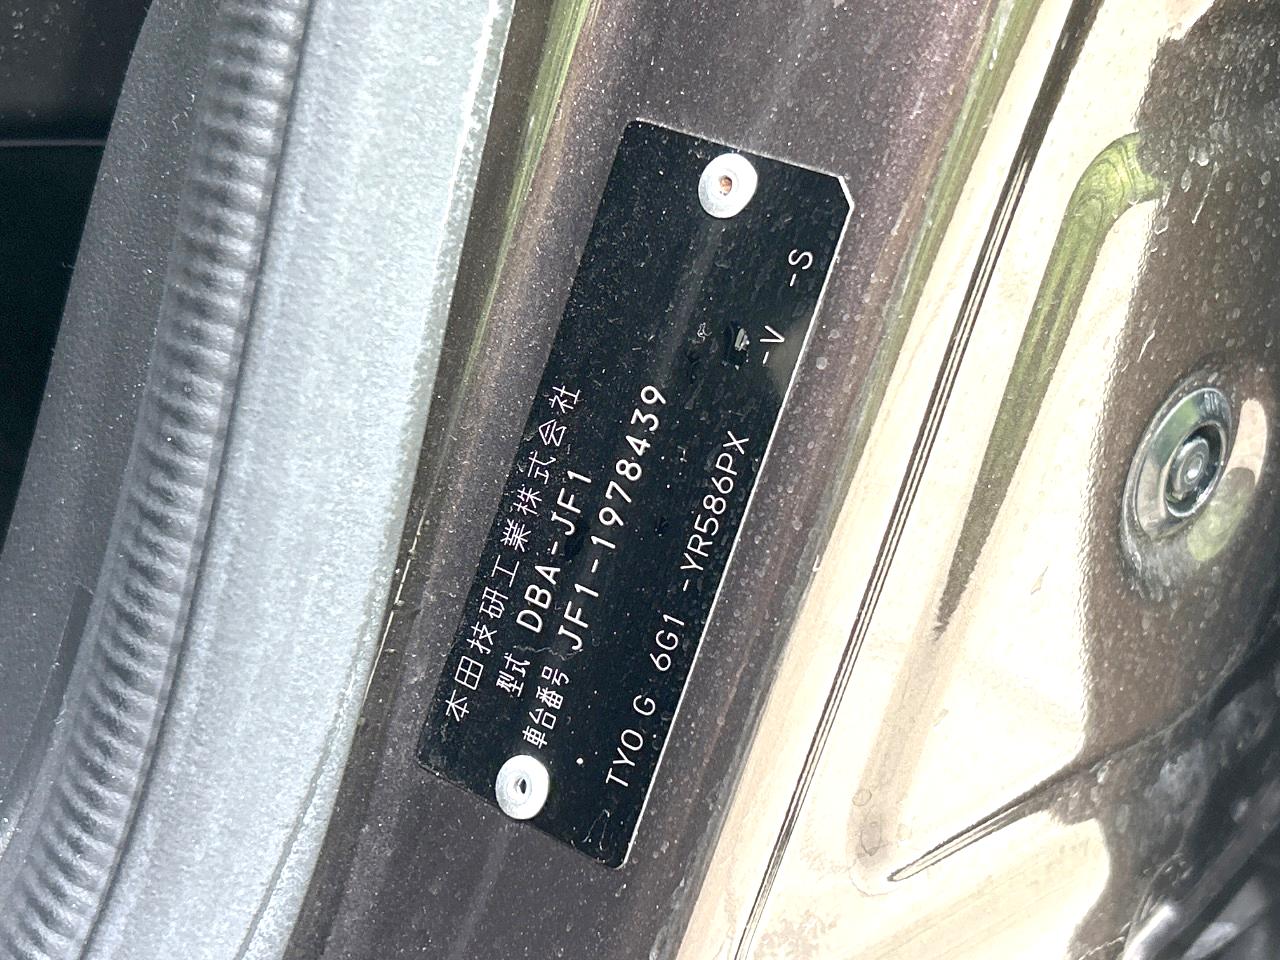 本田技研工業株式会社
型式 DBA-JF1
車台番号 JF1-1978439
TYO G 6G1 -YR586PX -V -S